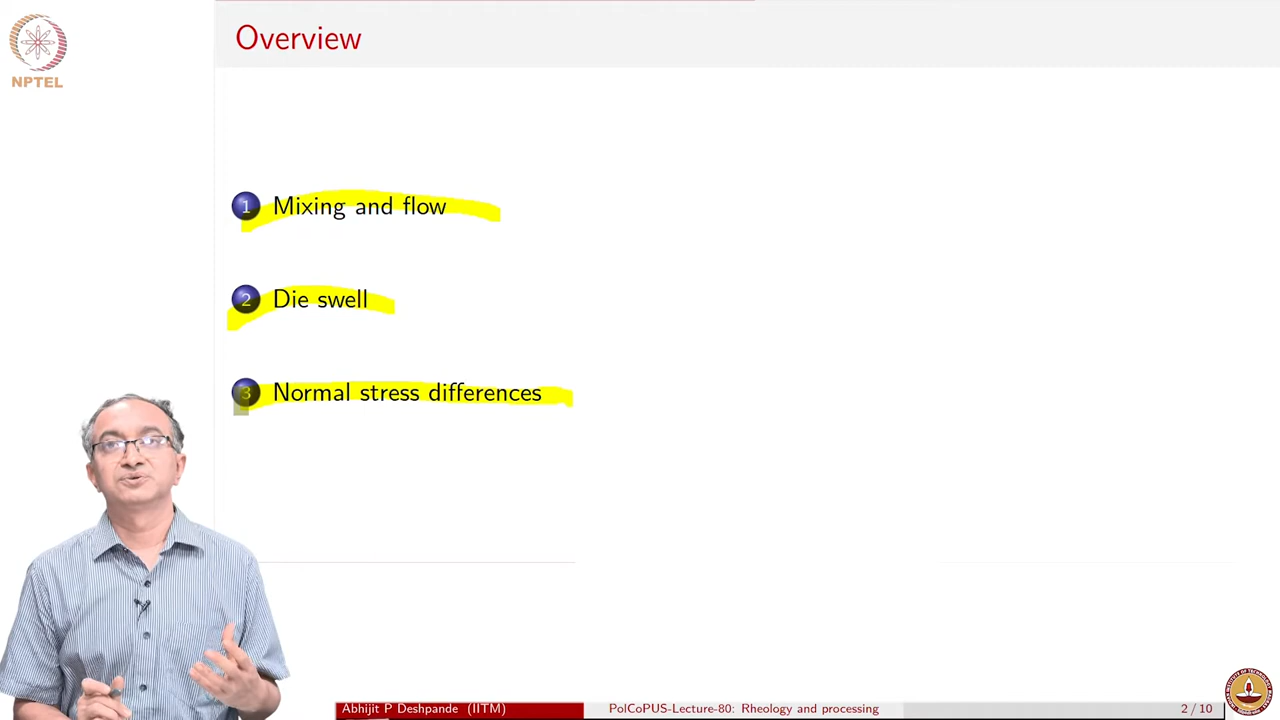 Overview
NPTEL
1 Mixing and flow
2 Die swell
3 Normal stress differences
Abhijit P Deshpande (IITM) PolCoPUS-Lecture-80: Rheology and processing 2 / 10